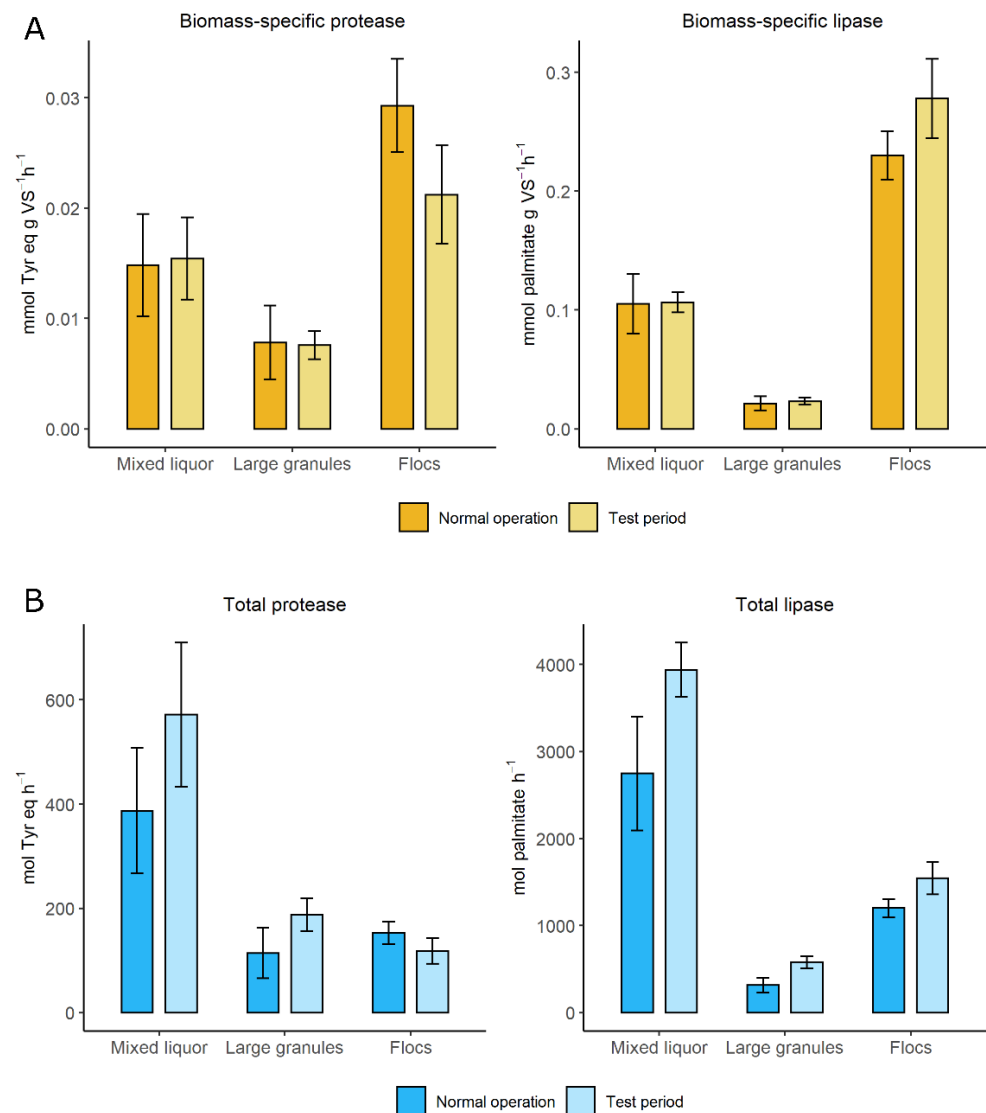 A
Biomass-specific protease
Biomass-specific lipase
mmol Tyr eq g VS⁻¹h⁻¹
0.03
0.02
0.01
0.00
Mixed liquor Large granules Flocs
mmol palmitate g VS⁻¹h⁻¹
0.3
0.2
0.1
0.0
Mixed liquor Large granules Flocs
Normal operation Test period
B
Total protease
Total lipase
mol Tyr eq h⁻¹
600
400
200
0
Mixed liquor Large granules Flocs
mol palmitate h⁻¹
4000
3000
2000
1000
0
Mixed liquor Large granules Flocs
Normal operation Test period